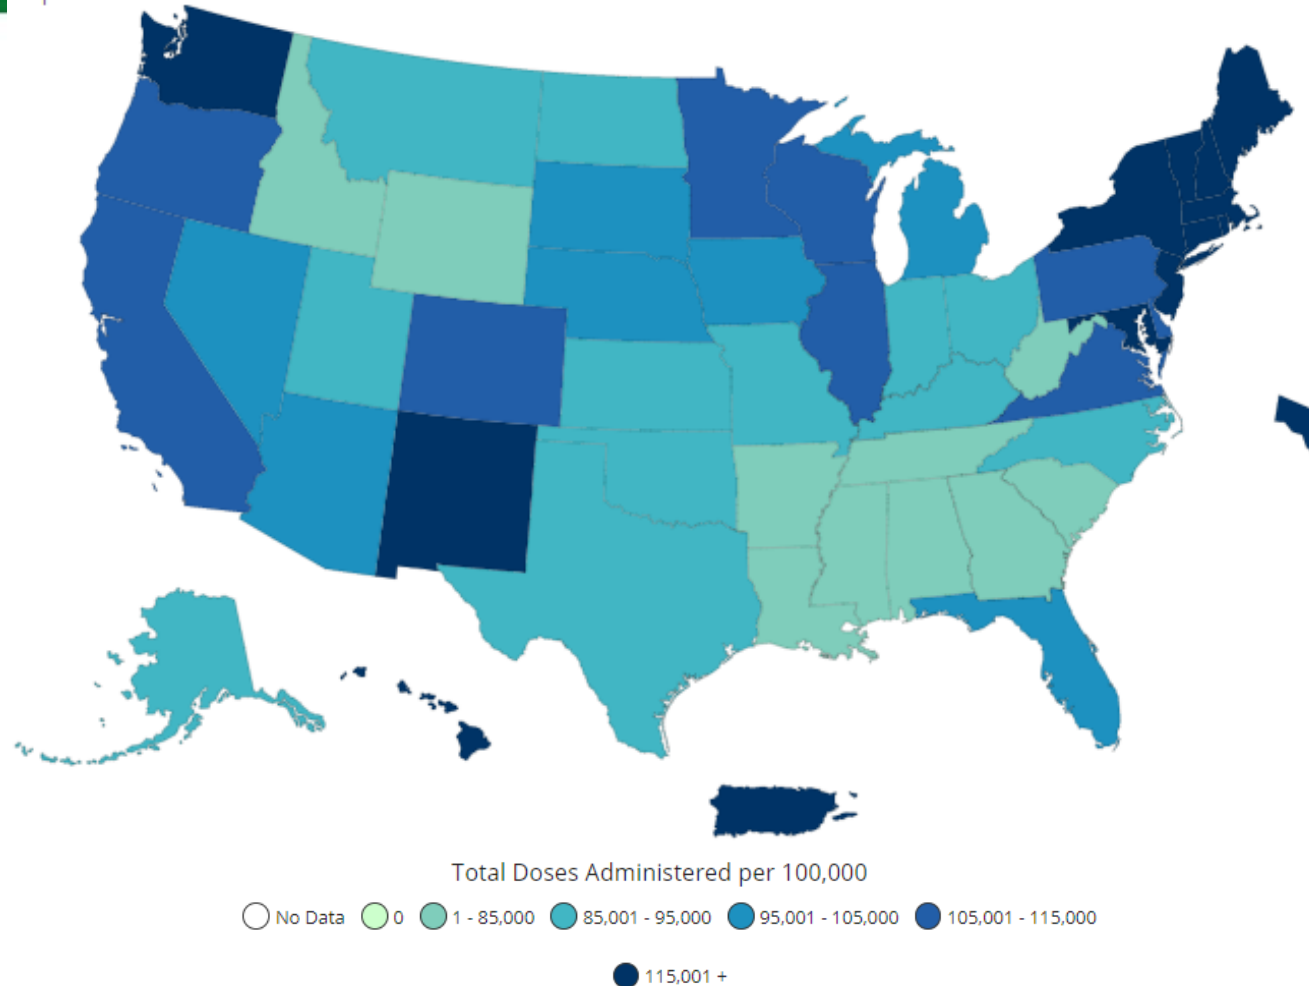 Total Doses Administered per 100,000
No Data 0 1 - 85,000 85,001 - 95,000 95,001 - 105,000 105,001 - 115,000
115,001 +